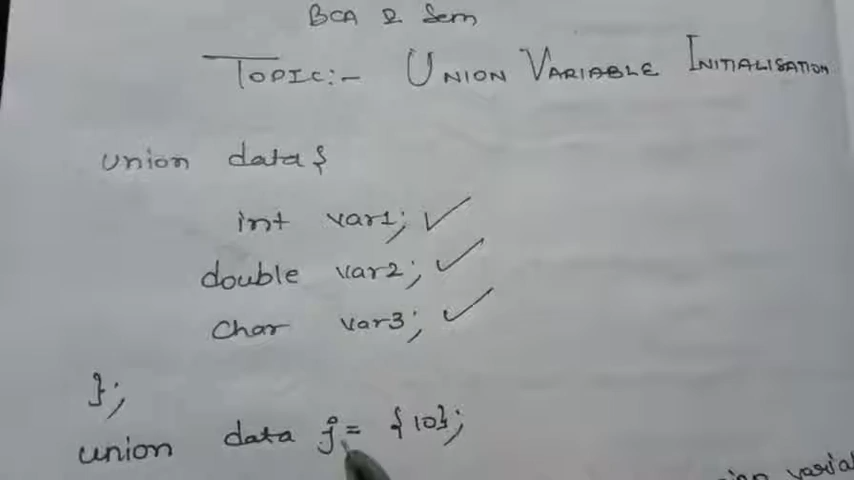 BCA 2 Sem
TOPIC:- UNION VARIABLE INITIALISATION
union data{
int var1; ✓
double var2; ✓
char var3; ✓
};
union data j= {10};